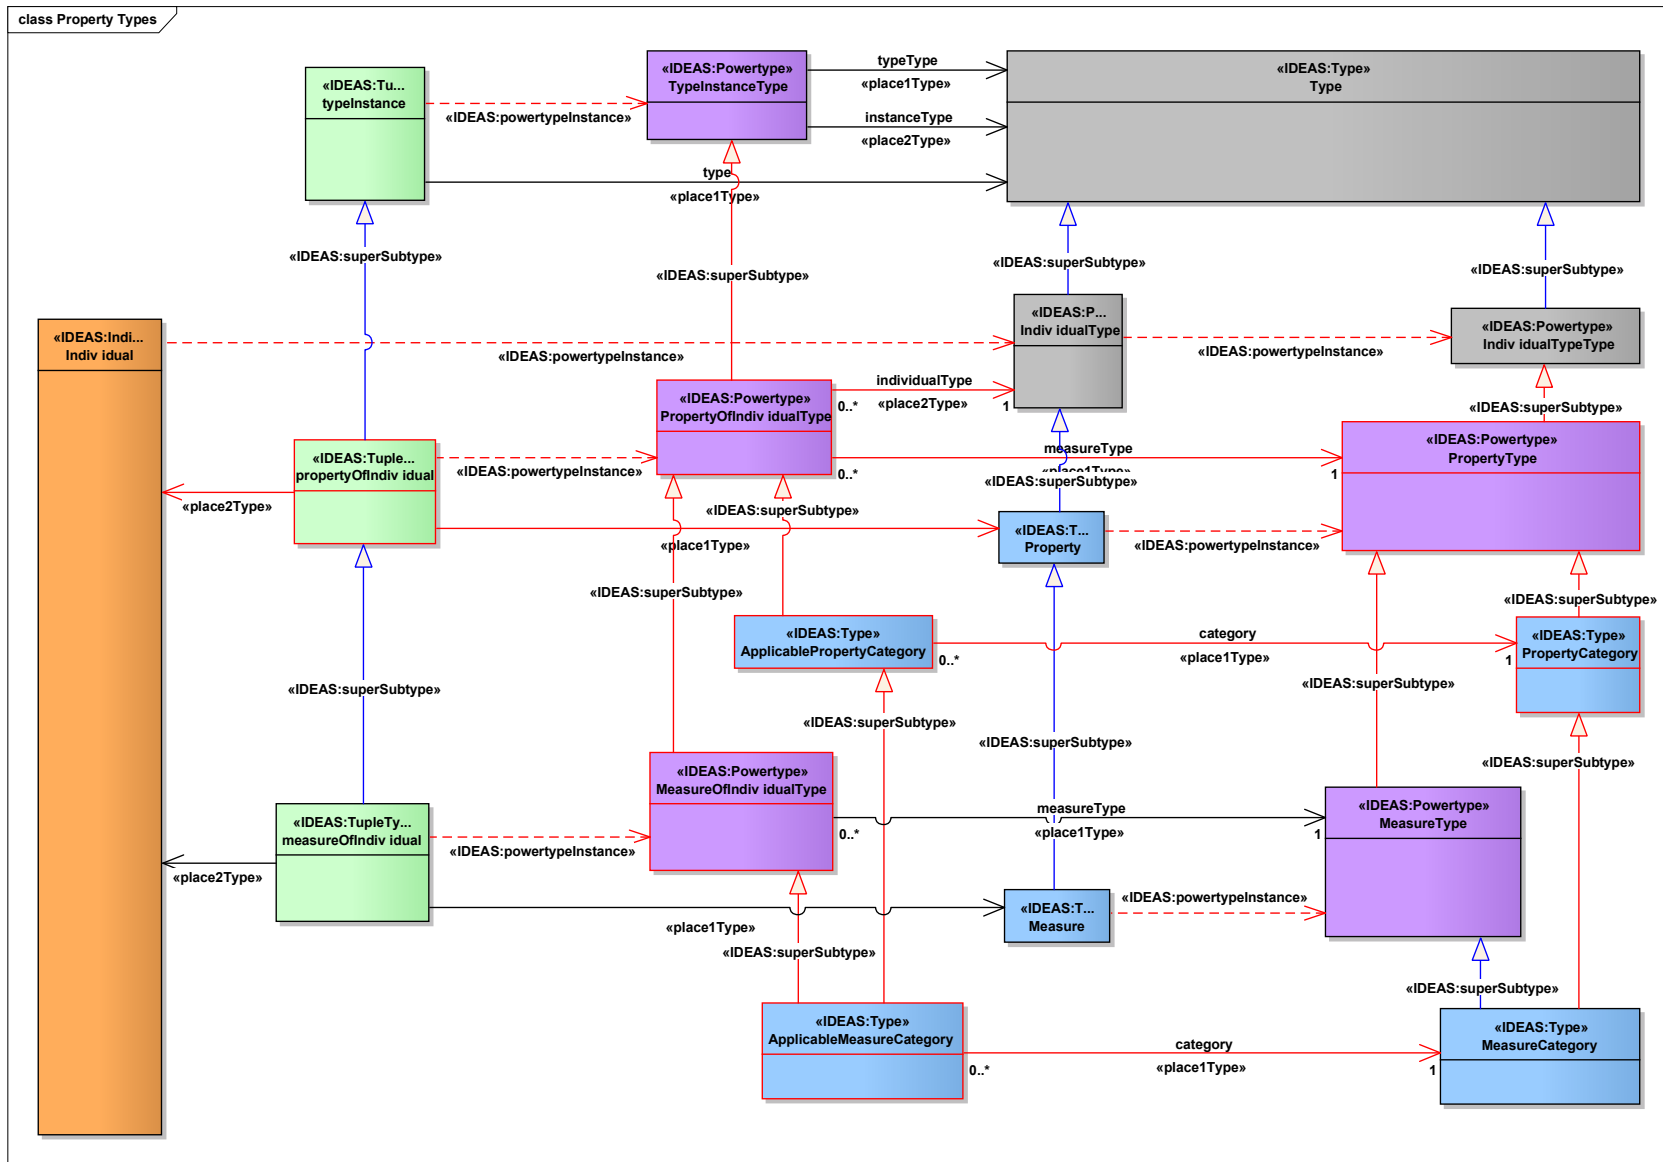 class Property Types
«IDEAS:Tu...
typeInstance
«IDEAS:powertypeInstance»
«IDEAS:Powertype»
TypeInstanceType
typeType
«place1Type»
instanceType
«place2Type»
«IDEAS:Type»
Type
type
«place1Type»
«IDEAS:superSubtype»
«IDEAS:superSubtype»
«IDEAS:superSubtype»
«IDEAS:superSubtype»
«IDEAS:Indi...
Indiv idual
«IDEAS:powertypeInstance»
«IDEAS:P...
Indiv idualType
«IDEAS:powertypeInstance»
«IDEAS:Powertype»
Indiv idualTypeType
«IDEAS:Powertype»
PropertyOfIndiv idualType
individualType
0..*
«place2Type»
1
«IDEAS:superSubtype»
«IDEAS:Tuple...
propertyOfIndiv idual
«IDEAS:powertypeInstance»
measureType
0..*
«place1Type»
1
«IDEAS:superSubtype»
«IDEAS:Powertype»
PropertyType
«place2Type»
«IDEAS:superSubtype»
«place1Type»
«IDEAS:T...
Property
«IDEAS:powertypeInstance»
«IDEAS:superSubtype»
«IDEAS:superSubtype»
«IDEAS:Type»
ApplicablePropertyCategory
0..*
category
«place1Type»
1
«IDEAS:Type»
PropertyCategory
«IDEAS:superSubtype»
«IDEAS:superSubtype»
«IDEAS:superSubtype»
«IDEAS:superSubtype»
«IDEAS:superSubtype»
«IDEAS:Powertype»
MeasureOfIndiv idualType
measureType
0..*
«place1Type»
1
«IDEAS:Powertype»
MeasureType
«IDEAS:TupleTy...
measureOfIndiv idual
«IDEAS:powertypeInstance»
«place2Type»
«place1Type»
«IDEAS:T...
Measure
«IDEAS:powertypeInstance»
«IDEAS:superSubtype»
«IDEAS:superSubtype»
«IDEAS:Type»
ApplicableMeasureCategory
0..*
category
«place1Type»
1
«IDEAS:Type»
MeasureCategory